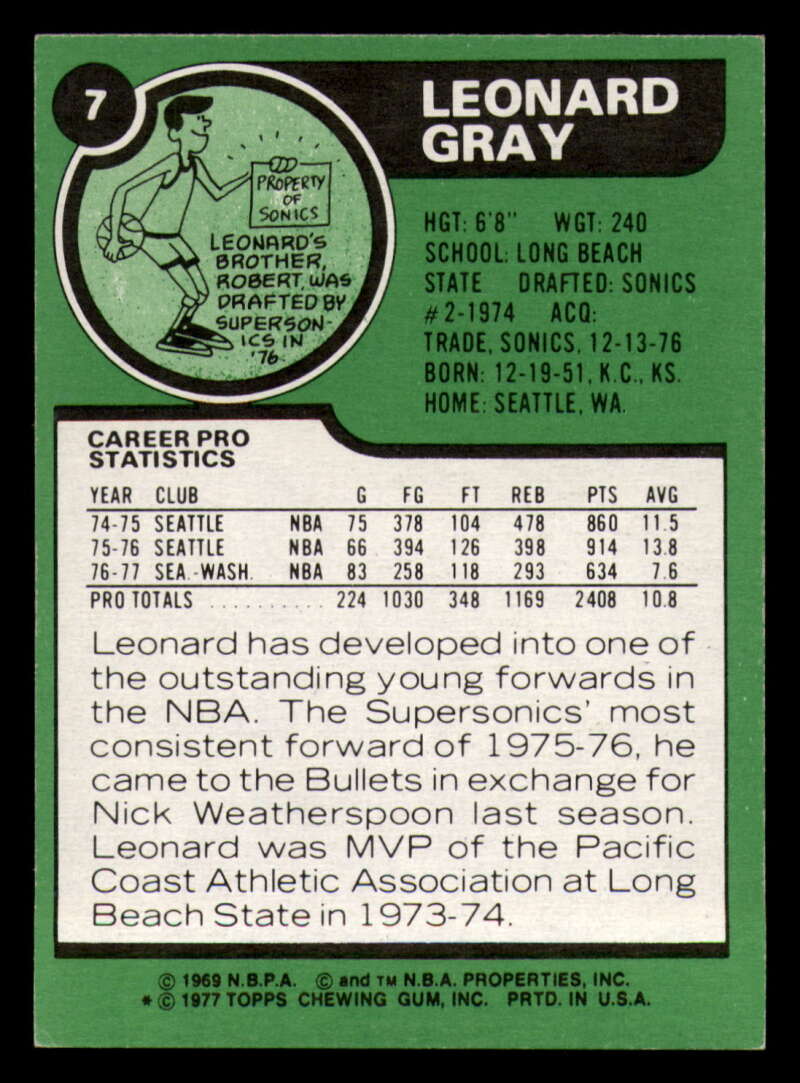 7
LEONARD
GRAY
PROPERTY
OF
SONICS
LEONARD'S
BROTHER,
ROBERT, WAS
DRAFTED BY
SUPERSON-
ICS IN
'76
HGT: 6'8" WGT: 240
SCHOOL: LONG BEACH
STATE DRAFTED: SONICS
#2-1974 ACQ:
TRADE, SONICS, 12-13-76
BORN: 12-19-51, K.C., KS.
HOME: SEATTLE, WA.
CAREER PRO
STATISTICS
YEAR CLUB G FG FT REB PTS AVG
74-75 SEATTLE NBA 75 378 104 478 860 11.5
75-76 SEATTLE NBA 66 394 126 398 914 13.8
76-77 SEA.-WASH. NBA 83 258 118 293 634 7.6
PRO TOTALS . . . . . . . . . . . 224 1030 348 1169 2408 10.8
Leonard has developed into one of
the outstanding young forwards in
the NBA. The Supersonics' most
consistent forward of 1975-76, he
came to the Bullets in exchange for
Nick Weatherspoon last season.
Leonard was MVP of the Pacific
Coast Athletic Association at Long
Beach State in 1973-74.
© 1969 N.B.P.A. © and TM N.B.A. PROPERTIES, INC.
* © 1977 TOPPS CHEWING GUM, INC. PRTD. IN U.S.A.